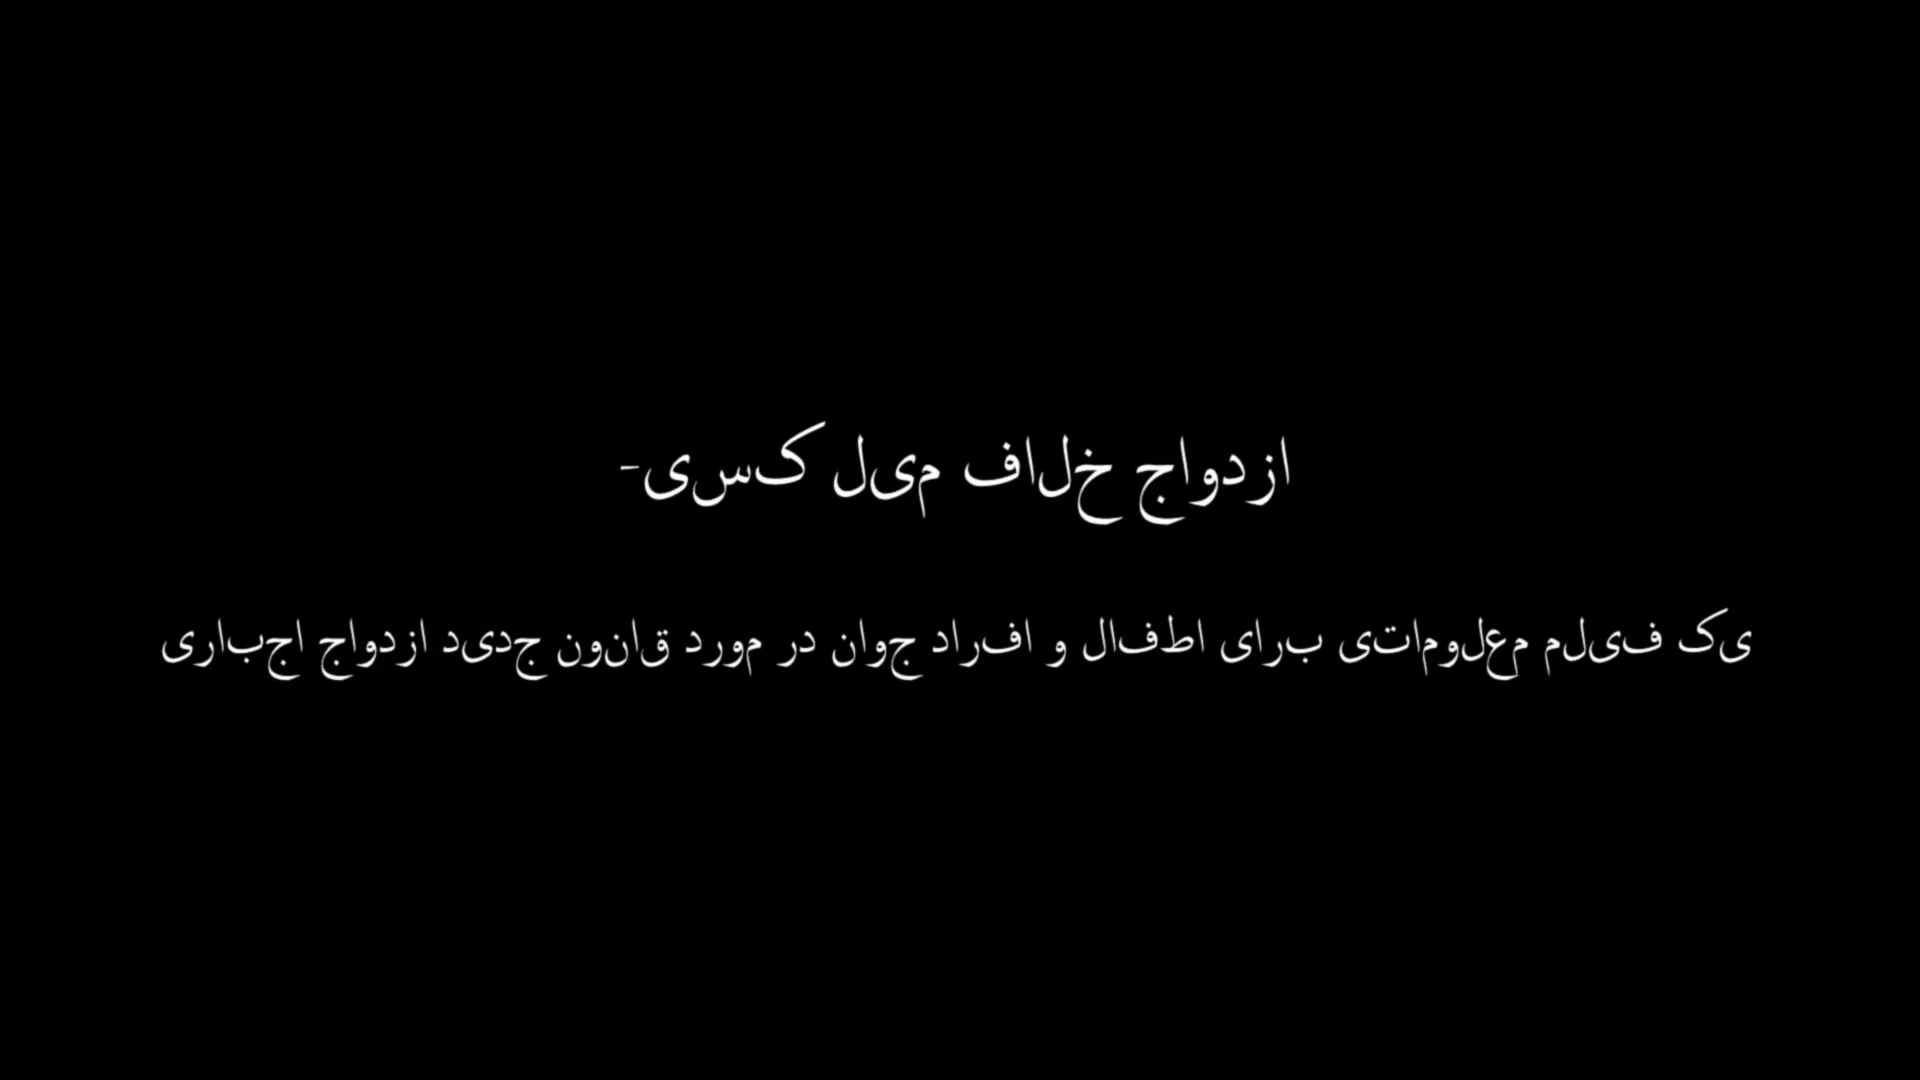 ازدواج خلاف میل کسی-
یک فیلم معلوماتی برای اطفال و افراد جوان در مورد قانون جدید ازدواج اجباری